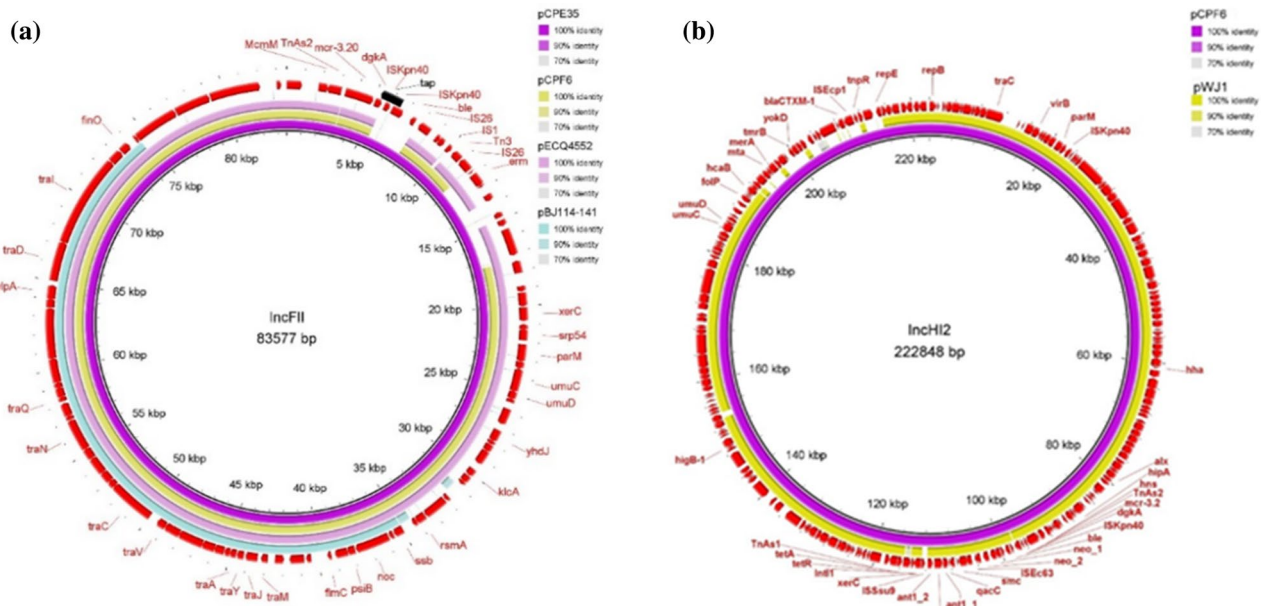 (a)
McmM
TnAs2
mcr-3.20
dgkA
ISKpn40
tap
ISKpn40
ble
IS26
IS1
Tn3
IS26
erm
xerC
srp54
parM
umuC
umuD
yhdJ
klcA
rsmA
ssb
noc
psiB
flmC
traM
traJ
traY
traA
traV
traC
traN
traQ
traD
traI
finO
80 kbp
5 kbp
75 kbp
10 kbp
70 kbp
15 kbp
65 kbp
20 kbp
60 kbp
25 kbp
55 kbp
30 kbp
50 kbp
35 kbp
45 kbp
40 kbp
IncFII
83577 bp
pCPE35
100% identity
90% identity
70% identity
pCPF6
100% identity
90% identity
70% identity
pECQ4552
100% identity
90% identity
70% identity
pBJ114-141
100% identity
90% identity
70% identity
(b)
blaCTXM-1
ISEcp1
tnpR
repE
repB
traC
virB
parM
ISKpn40
hha
alx
hipA
hns
TnAs2
mcr-3.2
dgkA
ISKpn40
ble
neo_1
neo_2
ISEc63
smc
qacC
ant1_1
ant1_2
ISSsu9
xerC
IntI1
tetR
tetA
TnAs1
higB-1
umuC
umuD
folP
hcaB
mta
merA
tmrB
yokD
220 kbp
20 kbp
200 kbp
40 kbp
180 kbp
60 kbp
160 kbp
80 kbp
140 kbp
100 kbp
120 kbp
IncHI2
222848 bp
pCPF6
100% identity
90% identity
70% identity
pWJ1
100% identity
90% identity
70% identity